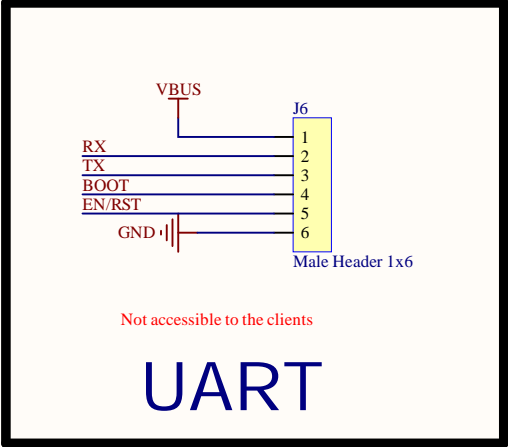 VBUS
J6
1
RX
2
TX
3
BOOT
4
EN/RST
5
GND
6
Male Header 1x6
Not accessible to the clients
UART